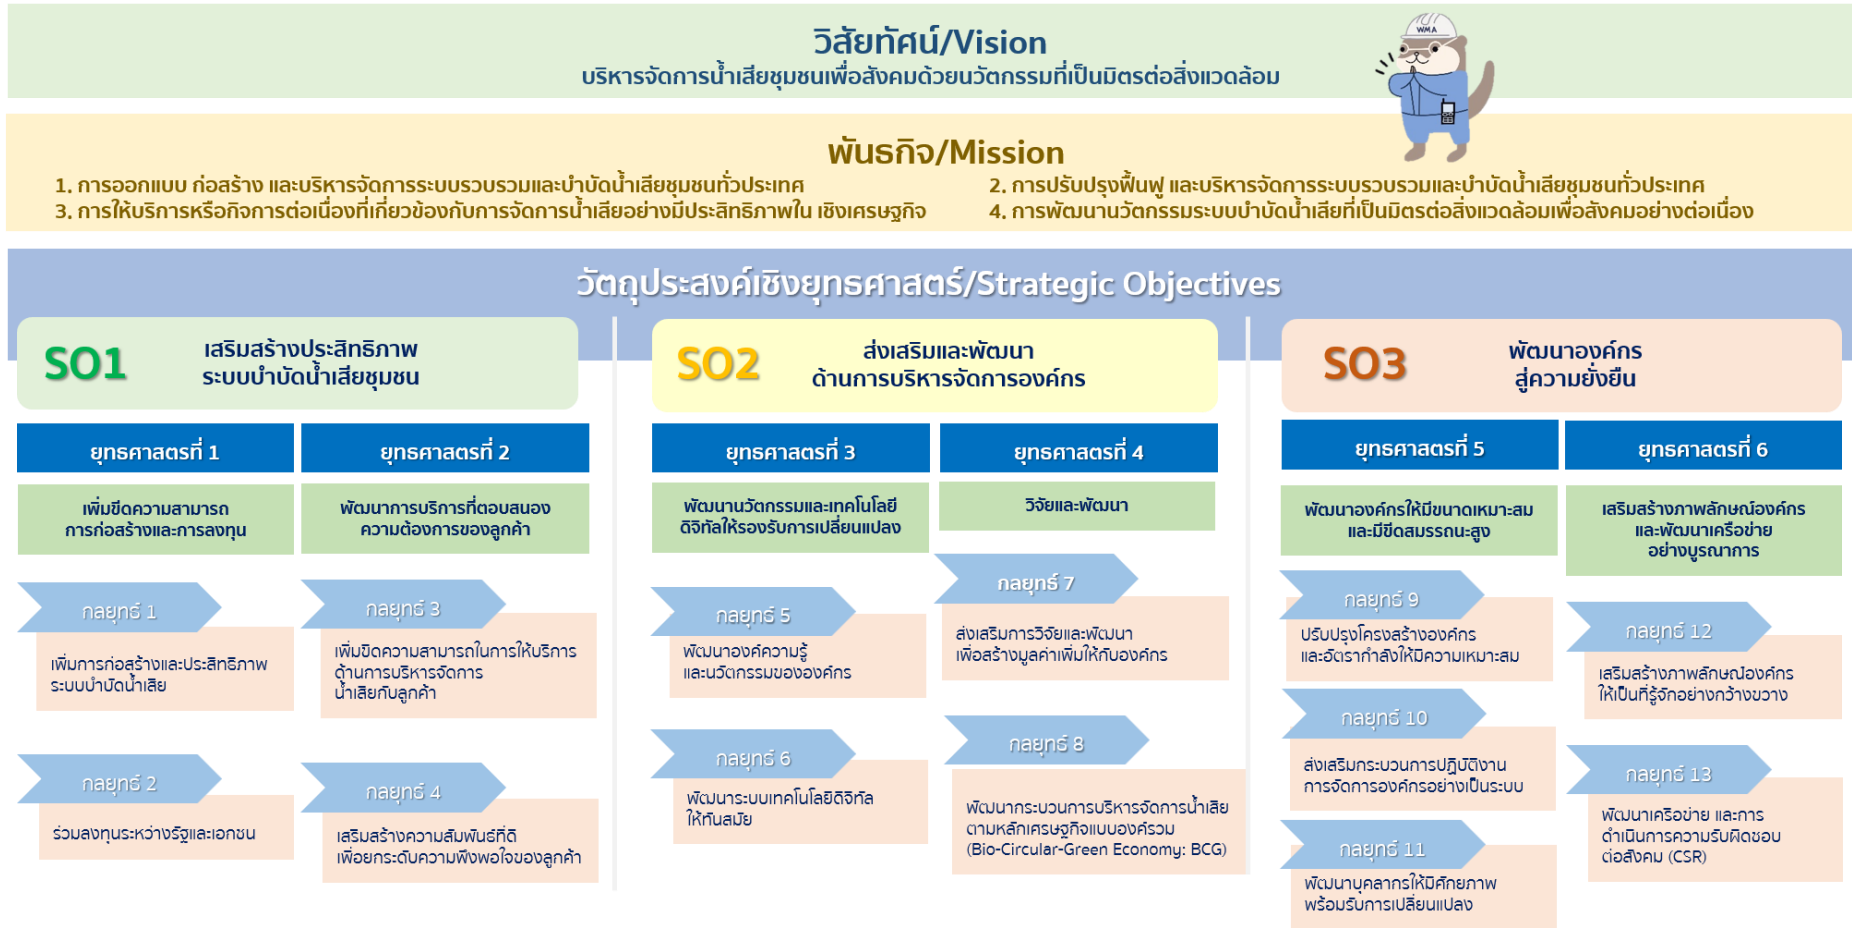 วิสัยทัศน์/Vision
บริหารจัดการน้ำเสียชุมชนเพื่อสังคมด้วยนวัตกรรมที่เป็นมิตรต่อสิ่งแวดล้อม
WMA
พันธกิจ/Mission
1. การออกแบบ ก่อสร้าง และบริหารจัดการระบบรวบรวมและบำบัดน้ำเสียชุมชนทั่วประเทศ
2. การปรับปรุงฟื้นฟู และบริหารจัดการระบบรวบรวมและบำบัดน้ำเสียชุมชนทั่วประเทศ
3. การให้บริการหรือกิจการต่อเนื่องที่เกี่ยวข้องกับการจัดการน้ำเสียอย่างมีประสิทธิภาพใน เชิงเศรษฐกิจ
4. การพัฒนานวัตกรรมระบบบำบัดน้ำเสียที่เป็นมิตรต่อสิ่งแวดล้อมเพื่อสังคมอย่างต่อเนื่อง
วัตถุประสงค์เชิงยุทธศาสตร์/Strategic Objectives
SO1
เสริมสร้างประสิทธิภาพ
ระบบบำบัดน้ำเสียชุมชน
ยุทธศาสตรที่ 1
เพิ่มขีดความสามารถ
การก่อสร้างและการลงทุน
กลยุทธ์ 1
เพิ่มการก่อสร้างและประสิทธิภาพ
ระบบบำบัดน้ำเสีย
กลยุทธ์ 2
ร่วมลงทุนระหว่างรัฐและเอกชน
ยุทธศาสตรที่ 2
พัฒนาการบริการที่ตอบสนอง
ความต้องการของลูกค้า
กลยุทธ์ 3
เพิ่มขีดความสามารถในการให้บริการ
ด้านการบริหารจัดการ
น้ำเสียกับลูกค้า
กลยุทธ์ 4
เสริมสร้างความสัมพันธ์ที่ดี
เพื่อยกระดับความพึงพอใจของลูกค้า
SO2
ส่งเสริมและพัฒนา
ด้านการบริหารจัดการองค์กร
ยุทธศาสตรที่ 3
พัฒนานวัตกรรมและเทคโนโลยี
ดิจิทัลให้รองรับการเปลี่ยนแปลง
กลยุทธ์ 5
พัฒนาองค์ความรู้
และนวัตกรรมขององค์กร
กลยุทธ์ 6
พัฒนาระบบเทคโนโลยีดิจิทัล
ให้ทันสมัย
ยุทธศาสตรที่ 4
วิจัยและพัฒนา
กลยุทธ์ 7
ส่งเสริมการวิจัยและพัฒนา
เพื่อสร้างมูลค่าเพิ่มให้กับองค์กร
กลยุทธ์ 8
พัฒนากระบวนการบริหารจัดการน้ำเสีย
ตามหลักเศรษฐกิจแบบองค์รวม
(Bio-Circular-Green Economy: BCG)
SO3
พัฒนาองค์กร
สู่ความยั่งยืน
ยุทธศาสตรที่ 5
พัฒนาองค์กรให้มีขนาดเหมาะสม
และมีขีดสมรรถนะสูง
กลยุทธ์ 9
ปรับปรุงโครงสร้างองค์กร
และอัตรากำลังให้มีความเหมาะสม
กลยุทธ์ 10
ส่งเสริมกระบวนการปฏิบัติงาน
การจัดการองค์กรอย่างเป็นระบบ
กลยุทธ์ 11
พัฒนาบุคลากรให้มีศักยภาพ
พร้อมรับการเปลี่ยนแปลง
ยุทธศาสตรที่ 6
เสริมสร้างภาพลักษณ์องค์กร
และพัฒนาเครือข่าย
อย่างบูรณาการ
กลยุทธ์ 12
เสริมสร้างภาพลักษณ์องค์กร
ให้เป็นที่รู้จักอย่างกว้างขวาง
กลยุทธ์ 13
พัฒนาเครือข่าย และการ
ดำเนินการความรับผิดชอบ
ต่อสังคม (CSR)